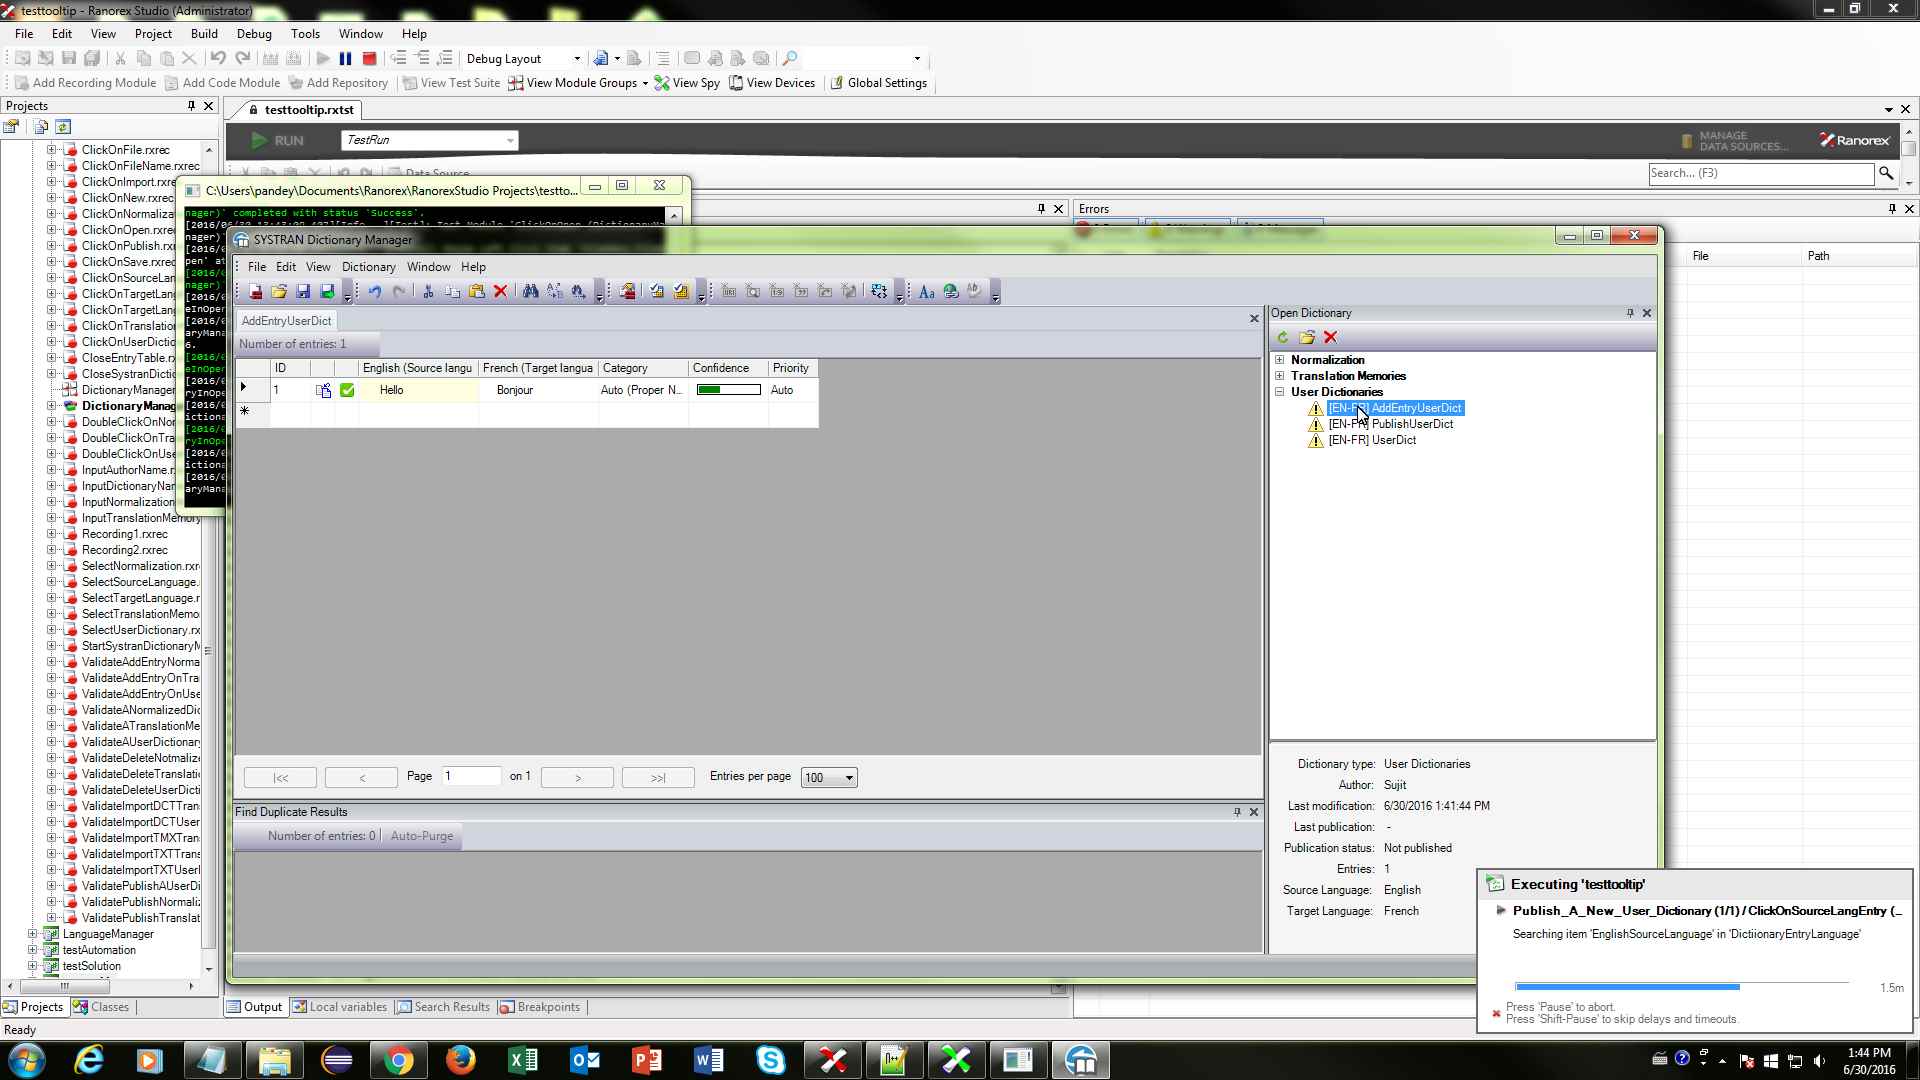 testtooltip - Ranorex Studio (Administrator)
File Edit View Project Build Debug Tools Window Help
Debug Layout
Add Recording Module Add Code Module Add Repository View Test Suite View Module Groups View Spy View Devices Global Settings
Projects
testtooltip.rxtst
RUN TestRun MANAGE DATA SOURCES... Ranorex
Data Source
Search... (F3)
ClickOnFile.rxrec
ClickOnFileName.rxrec
ClickOnImport.rxre
ClickOnNew.rxrec
ClickOnNormaliza
ClickOnOpen.rxrec
ClickOnPublish.rx
ClickOnSave.rxrec
ClickOnSourceLan
ClickOnTargetLang
ClickOnTargetLan
ClickOnTranslation
ClickOnUserDiction
CloseEntryTable.rx
CloseSystranDictio
DictionaryManager
DictionaryManag
DoubleClickOnNor
DoubleClickOnTra
DoubleClickOnUse
InputAuthorName.r
InputDictionaryNan
InputNormalization
InputTranslationMemory
Recording1.rxrec
Recording2.rxrec
SelectNormalization.rxr
SelectSourceLanguage.
SelectTargetLanguage.r
SelectTranslationMemo
SelectUserDictionary.rx
StartSystranDictionaryM
ValidateAddEntryNorma
ValidateAddEntryOnTra
ValidateAddEntryOnUse
ValidateANormalizedDic
ValidateATranslationMe
ValidateAUserDictionary
ValidateDeleteNotmaliz
ValidateDeleteTranslati
ValidateDeleteUserDicti
ValidateImportDCTTran
ValidateImportDCTUser
ValidateImportTMXTran
ValidateImportTXTTran
ValidateImportTXTUser
ValidatePublishAUserDi
ValidatePublishNormali
ValidatePublishTranslat
LanguageManager
testAutomation
testSolution
Projects Classes
Ready
C:\Users\pandey\Documents\Ranorex\RanorexStudio Projects\testto...
nager)' completed with status 'Success'.
Errors
File Path
SYSTRAN Dictionary Manager
File Edit View Dictionary Window Help
AddEntryUserDict
Number of entries: 1
ID English (Source langu French (Target langua Category Confidence Priority
1 Hello Bonjour Auto (Proper N... Auto
|<< < Page 1 on 1 > >>| Entries per page 100
Find Duplicate Results
Number of entries: 0 Auto-Purge
Open Dictionary
Normalization
Translation Memories
User Dictionaries
[EN-FR] AddEntryUserDict
[EN-FR] PublishUserDict
[EN-FR] UserDict
Dictionary type: User Dictionaries
Author: Sujit
Last modification: 6/30/2016 1:41:44 PM
Last publication: -
Publication status: Not published
Entries: 1
Source Language: English
Target Language: French
Executing 'testtooltip'
Publish_A_New_User_Dictionary (1/1) / ClickOnSourceLangEntry (...
Searching item 'EnglishSourceLanguage' in 'DictiionaryEntryLanguage'
1.5m
Press 'Pause' to abort.
Press 'Shift-Pause' to skip delays and timeouts.
Output Local variables Search Results Breakpoints
1:44 PM
6/30/2016